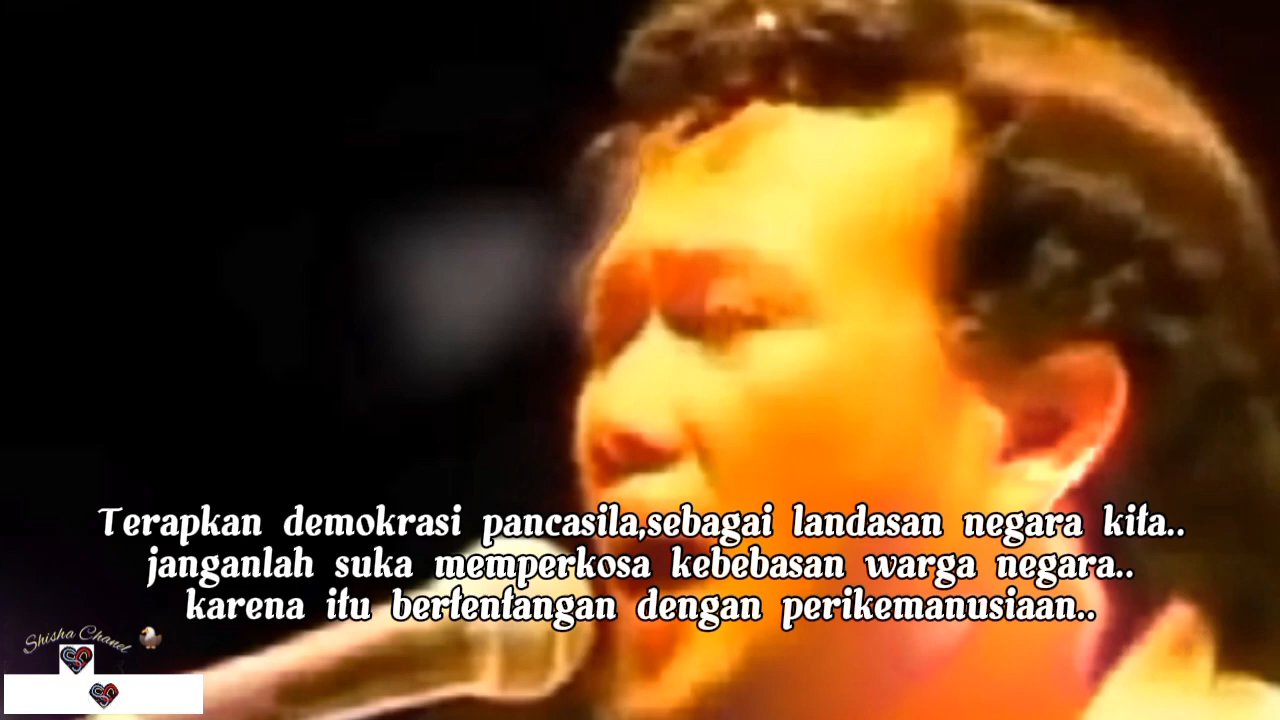 Terapkan demokrasi pancasila,sebagai landasan negara kita..
janganlah suka memperkosa kebebasan warga negara..
karena itu bertentangan dengan perikemanusiaan..
Shisha Chand